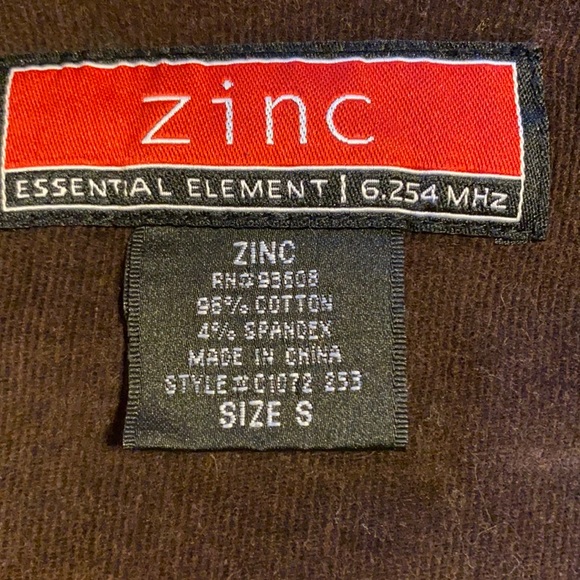 zinc
ESSENTIAL ELEMENT | 6.254 MHz
ZINC
RN#93608
96% COTTON
4% SPANDEX
MADE IN CHINA
STYLE#C1072 253
SIZE S